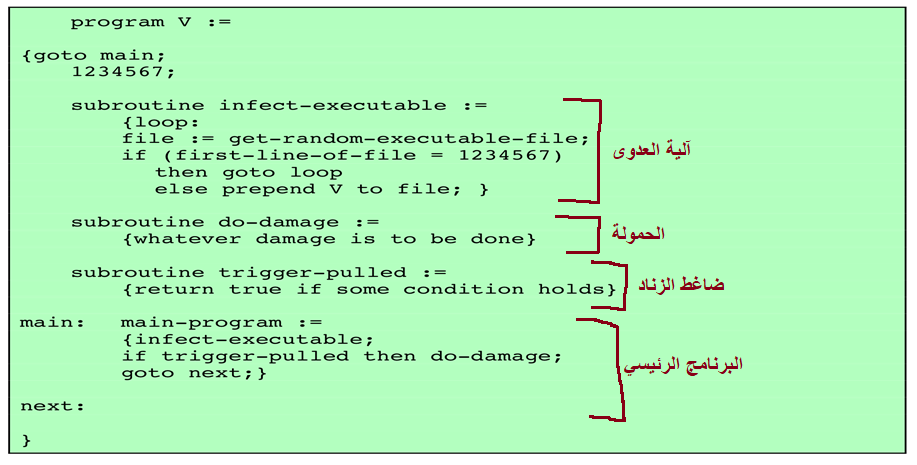 program V :=
{goto main;
1234567;
subroutine infect-executable :=
{loop:
file := get-random-executable-file;
if (first-line-of-file = 1234567)
then goto loop
else prepend V to file; }
آلية العدوى
subroutine do-damage :=
{whatever damage is to be done}
الحمولة
subroutine trigger-pulled :=
{return true if some condition holds}
ضاغط الزناد
main: main-program :=
{infect-executable;
if trigger-pulled then do-damage;
goto next;}
البرنامج الرئيسي
next:
}